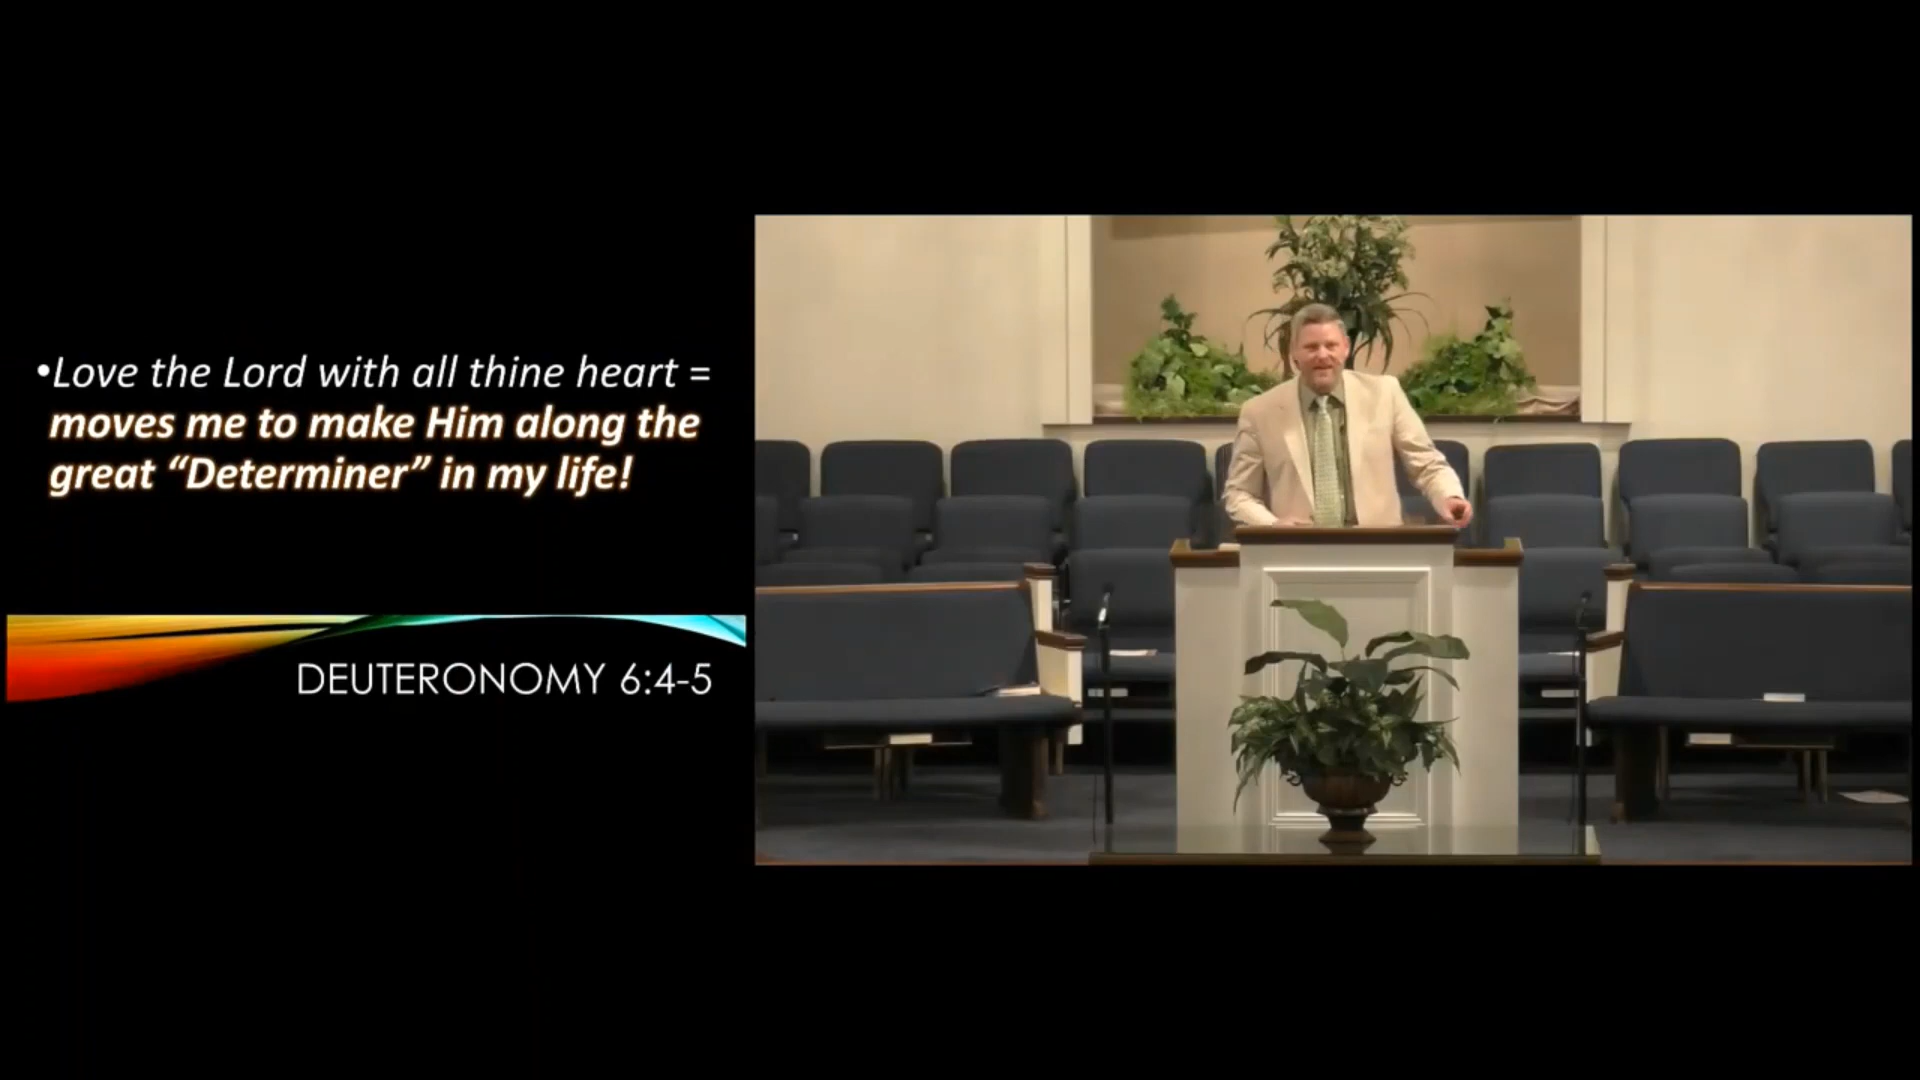 •Love the Lord with all thine heart =
moves me to make Him along the
great “Determiner” in my life!
DEUTERONOMY 6:4-5